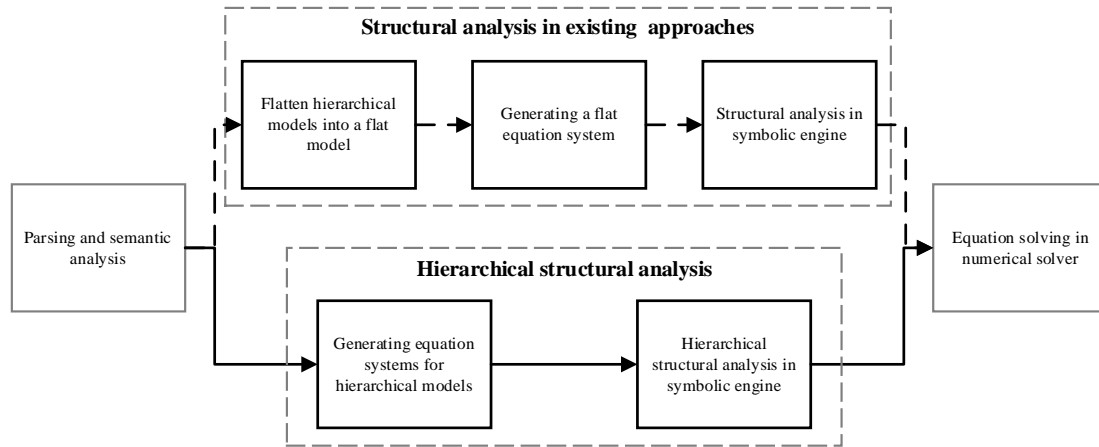 Structural analysis in existing approaches
Flatten hierarchical
models into a flat
model
Generating a flat
equation system
Structural analysis in
symbolic engine
Parsing and semantic
analysis
Equation solving in
numerical solver
Hierarchical structural analysis
Generating equation
systems for
hierarchical models
Hierarchical
structural analysis in
symbolic engine